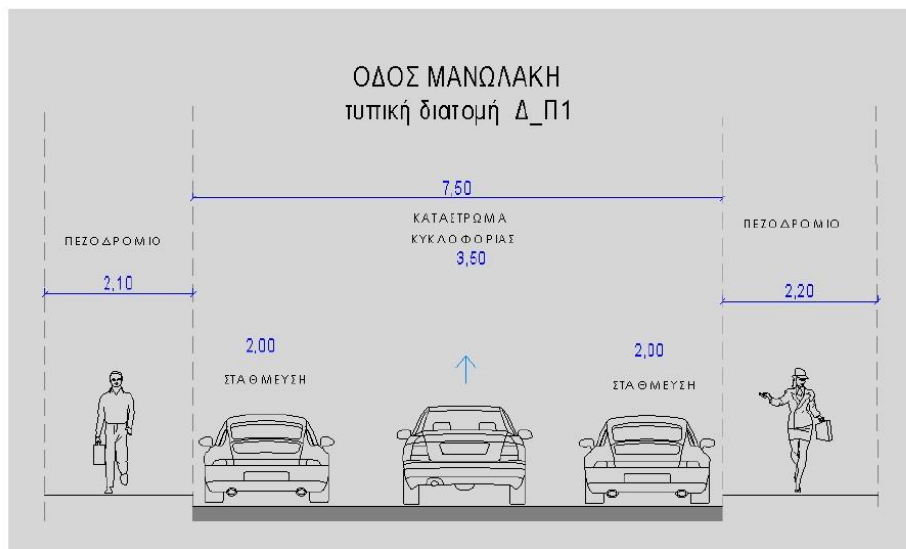 ΟΔΟΣ ΜΑΝΩΛΑΚΗ
τυπική διατομή Δ_Π1
7,50
ΚΑΤΑΣΤΡΩΜΑ
ΚΥΚΛΟΦΟΡΙΑΣ
3,50
ΠΕΖΟΔΡΟΜΙΟ
2,10
ΠΕΖΟΔΡΟΜΙΟ
2,20
2,00
ΣΤΑΘΜΕΥΣΗ
2,00
ΣΤΑΘΜΕΥΣΗ